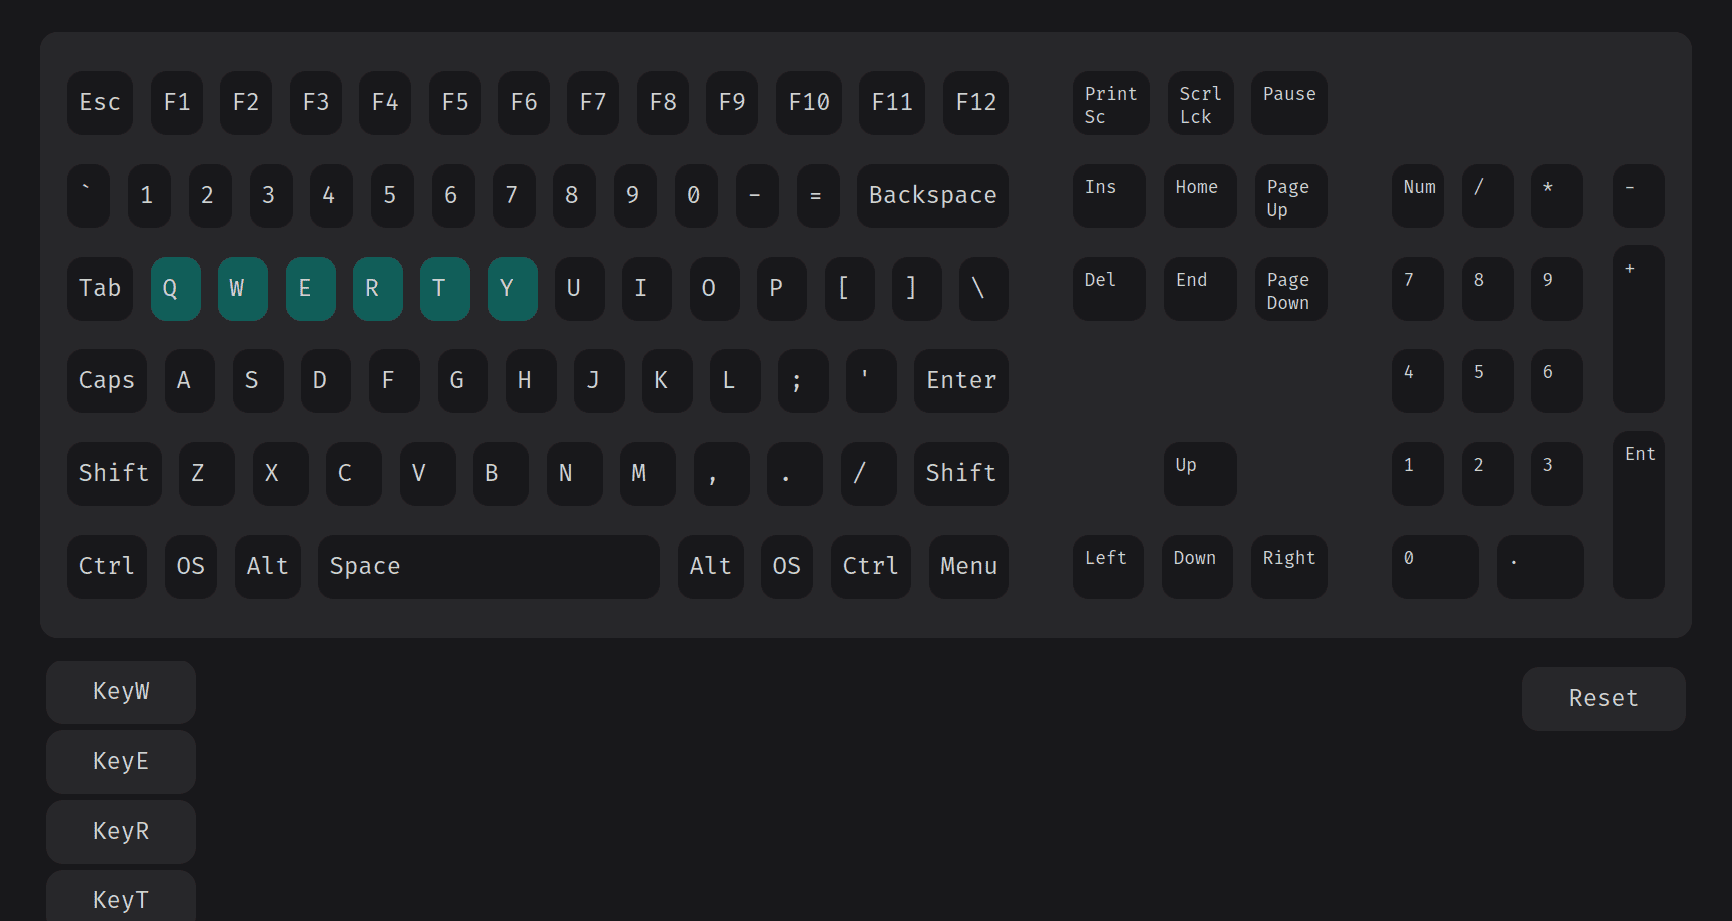 Esc F1 F2 F3 F4 F5 F6 F7 F8 F9 F10 F11 F12 Print Sc Scrl Lck Pause
` 1 2 3 4 5 6 7 8 9 0 - = Backspace Ins Home Page Up Num / * -
Tab Q W E R T Y U I O P [ ] \ Del End Page Down 7 8 9 +
Caps A S D F G H J K L ; ' Enter 4 5 6
Shift Z X C V B N M , . / Shift Up 1 2 3 Ent
Ctrl OS Alt Space Alt OS Ctrl Menu Left Down Right 0 .
KeyW Reset
KeyE
KeyR
KeyT